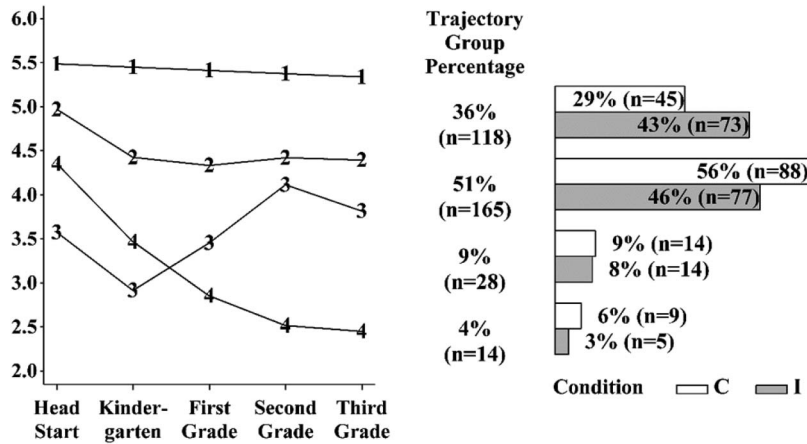 6.0
5.5
5.0
4.5
4.0
3.5
3.0
2.5
2.0
1 1 1 1 1
2 2 2 2 2
3 3 3 3 3
4 4 4 4 4
Head Start
Kinder-garten
First Grade
Second Grade
Third Grade
Trajectory
Group
Percentage
36%
(n=118)
29% (n=45)
43% (n=73)
51%
(n=165)
56% (n=88)
46% (n=77)
9%
(n=28)
9% (n=14)
8% (n=14)
4%
(n=14)
6% (n=9)
3% (n=5)
Condition C I